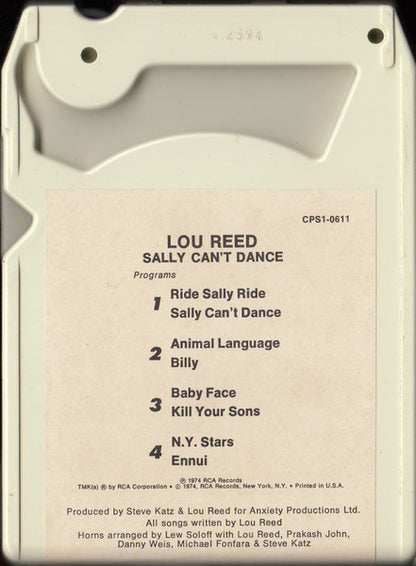 CPS1-0611
LOU REED
SALLY CAN'T DANCE
Programs
1 Ride Sally Ride
Sally Can't Dance
2 Animal Language
Billy
3 Baby Face
Kill Your Sons
4 N.Y. Stars
Ennui
℗ 1974 RCA Records
TMK(s) ® by RCA Corporation • © 1974, RCA Records, New York, N.Y. • Printed in U.S.A.
Produced by Steve Katz & Lou Reed for Anxiety Productions Ltd.
All songs written by Lou Reed
Horns arranged by Lew Soloff with Lou Reed, Prakash John,
Danny Weis, Michael Fonfara & Steve Katz